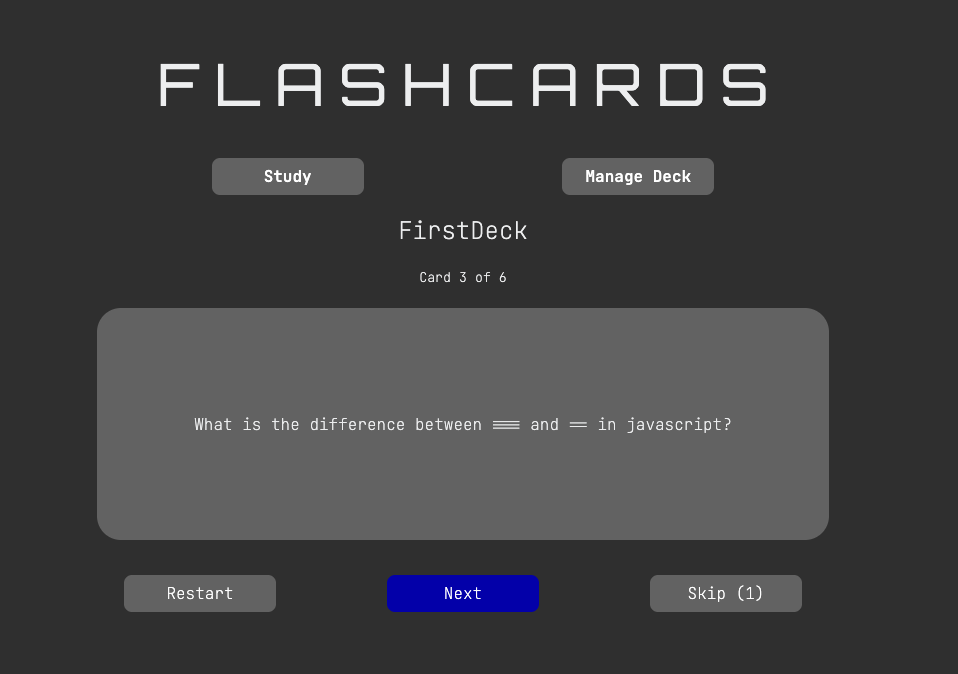 FLASHCARDS
Study
Manage Deck
FirstDeck
Card 3 of 6
What is the difference between === and == in javascript?
Restart
Next
Skip (1)